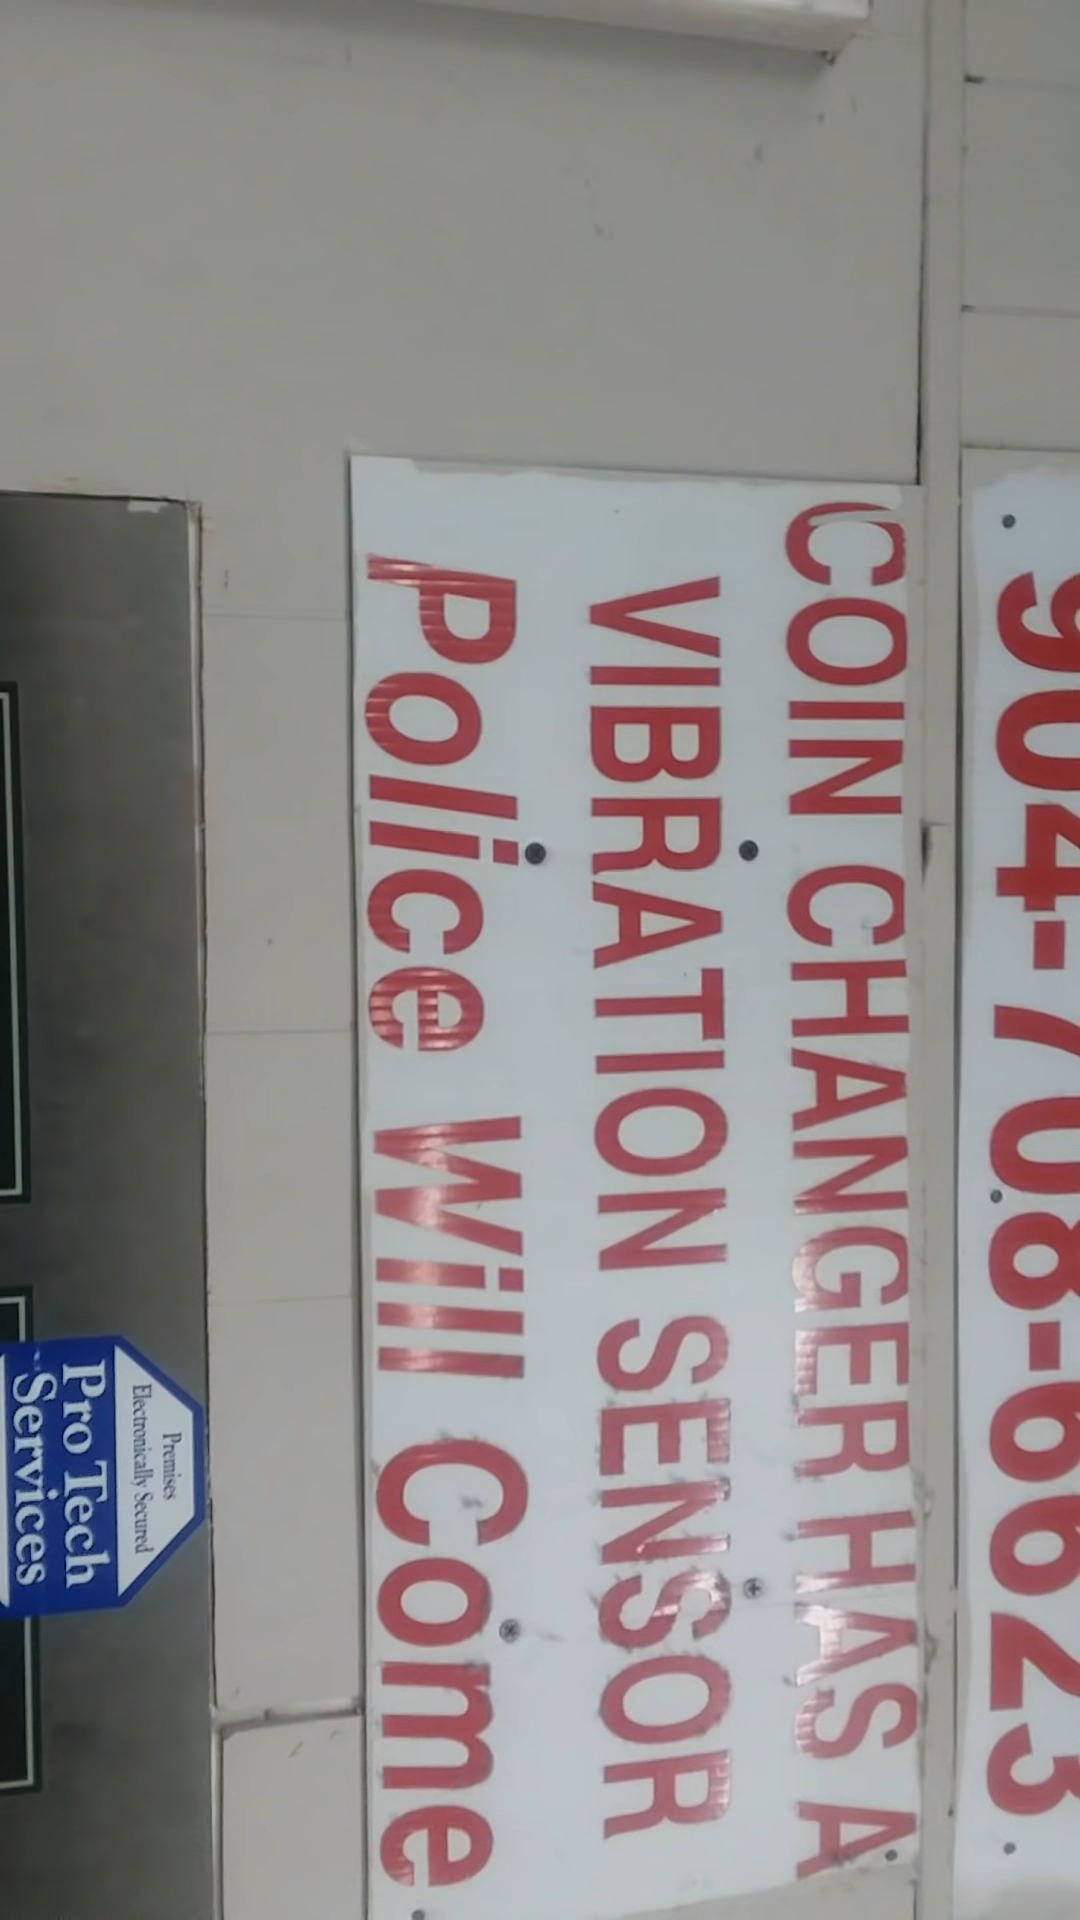 904-708-6623
COIN CHANGER HAS A
VIBRATION SENSOR
Police Will Come
Premises
Electronically Secured
Pro Tech
Services